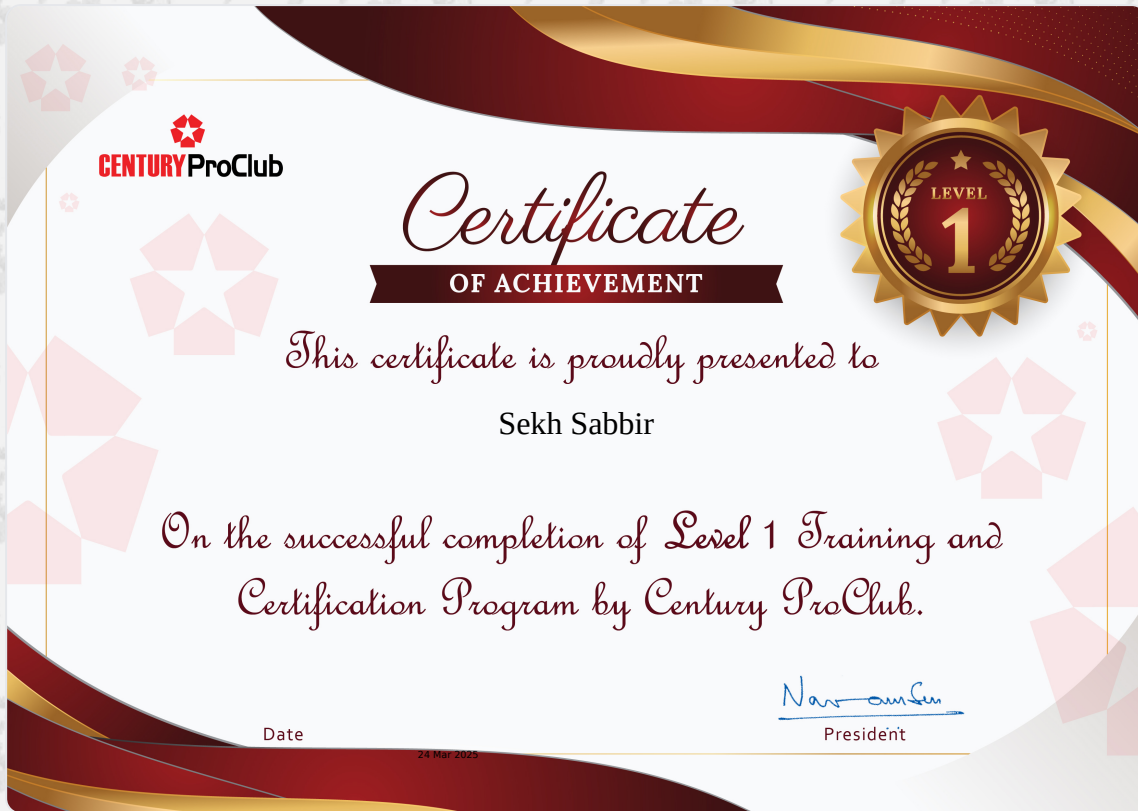 CENTURY ProClub
LEVEL
1
Certificate
OF ACHIEVEMENT
This certificate is proudly presented to
Sekh Sabbir
On the successful completion of Level 1 Training and
Certification Program by Century ProClub.
Date
President
24 Mar 2025